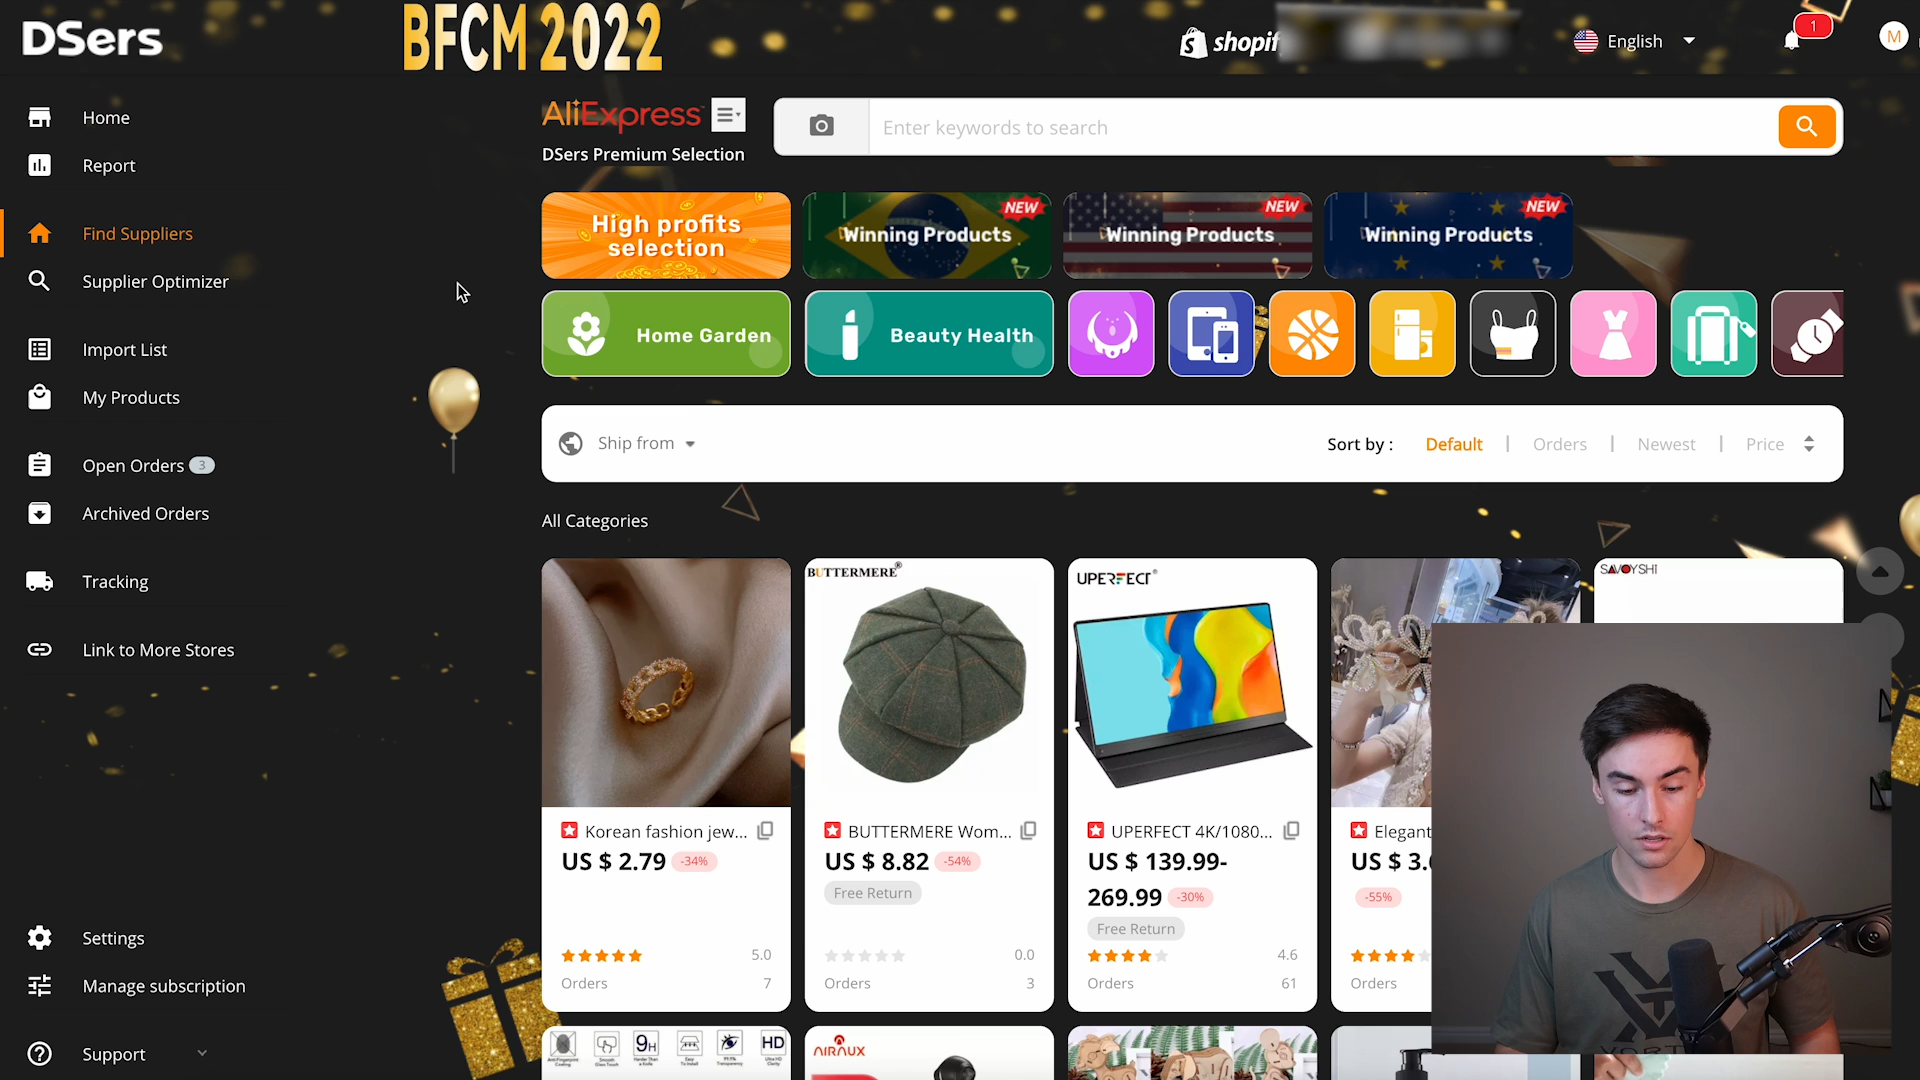 DSers
BFCM 2022
shopif
English
1
M
Home
Report
Find Suppliers
Supplier Optimizer
Import List
My Products
Open Orders 3
Archived Orders
Tracking
Link to More Stores
Settings
Manage subscription
Support
AliExpress
DSers Premium Selection
Enter keywords to search
High profits
selection
Winning Products
NEW
Winning Products
NEW
Winning Products
NEW
Home Garden
Beauty Health
Ship from
Sort by :
Default
Orders
Newest
Price
All Categories
Korean fashion jew...
US $ 2.79 -34%
5.0
Orders 7
BUTTERMERE®
BUTTERMERE Wom...
US $ 8.82 -54%
Free Return
0.0
Orders 3
UPERFECT®
UPERFECT 4K/1080...
US $ 139.99-
269.99 -30%
Free Return
4.6
Orders 61
Elegant
US $ 3.
-55%
Orders
SAVOYSHI
9H
HD
AIRAUX